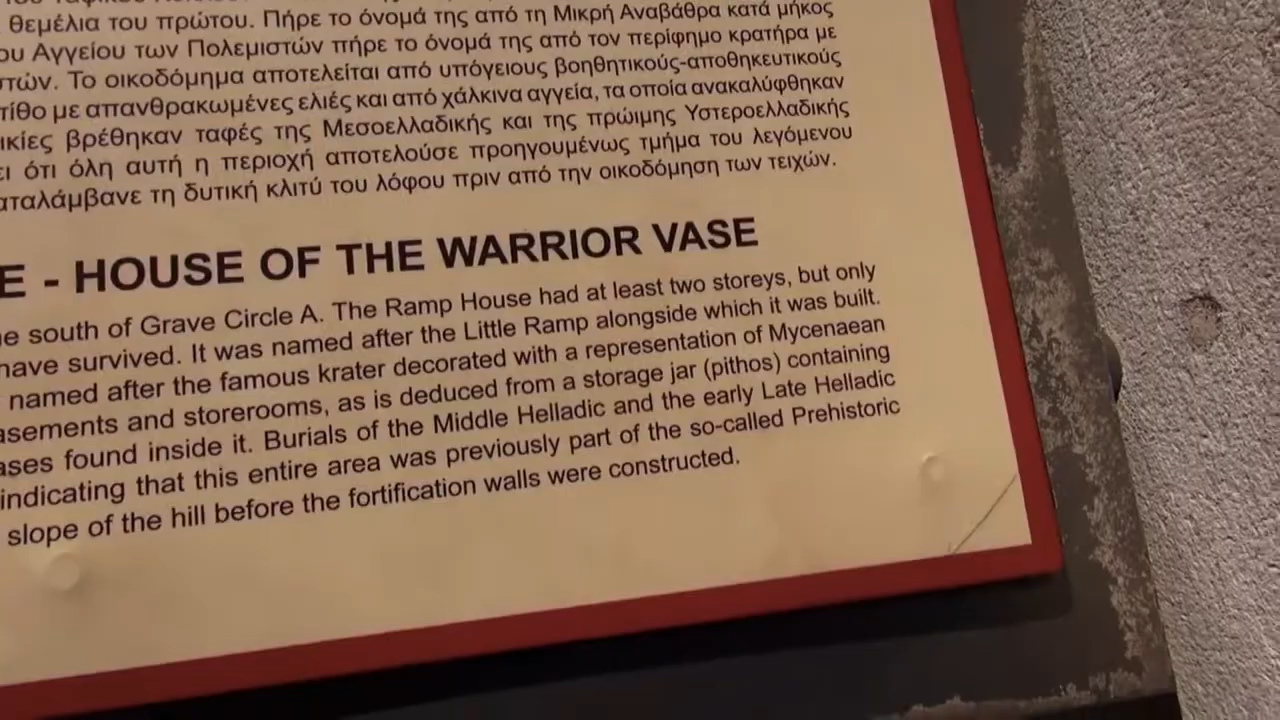 θεμέλια του πρώτου. Πήρε το όνομά της από τη Μικρή Αναβάθρα κατά μήκος
ου Αγγείου των Πολεμιστών πήρε το όνομά της από τον περίφημο κρατήρα με
στών. Το οικοδόμημα αποτελείται από υπόγειους βοηθητικούς-αποθηκευτικούς
τίθο με απανθρακωμένες ελιές και από χάλκινα αγγεία, τα οποία ανακαλύφθηκαν
ικίες βρέθηκαν ταφές της Μεσοελλαδικής και της πρώιμης Υστεροελλαδικής
ει ότι όλη αυτή η περιοχή αποτελούσε προηγουμένως τμήμα του λεγόμενου
αταλάμβανε τη δυτική κλιτύ του λόφου πριν από την οικοδόμηση των τειχών.
E - HOUSE OF THE WARRIOR VASE
he south of Grave Circle A. The Ramp House had at least two storeys, but only
have survived. It was named after the Little Ramp alongside which it was built.
named after the famous krater decorated with a representation of Mycenaean
asements and storerooms, as is deduced from a storage jar (pithos) containing
ases found inside it. Burials of the Middle Helladic and the early Late Helladic
indicating that this entire area was previously part of the so-called Prehistoric
slope of the hill before the fortification walls were constructed.